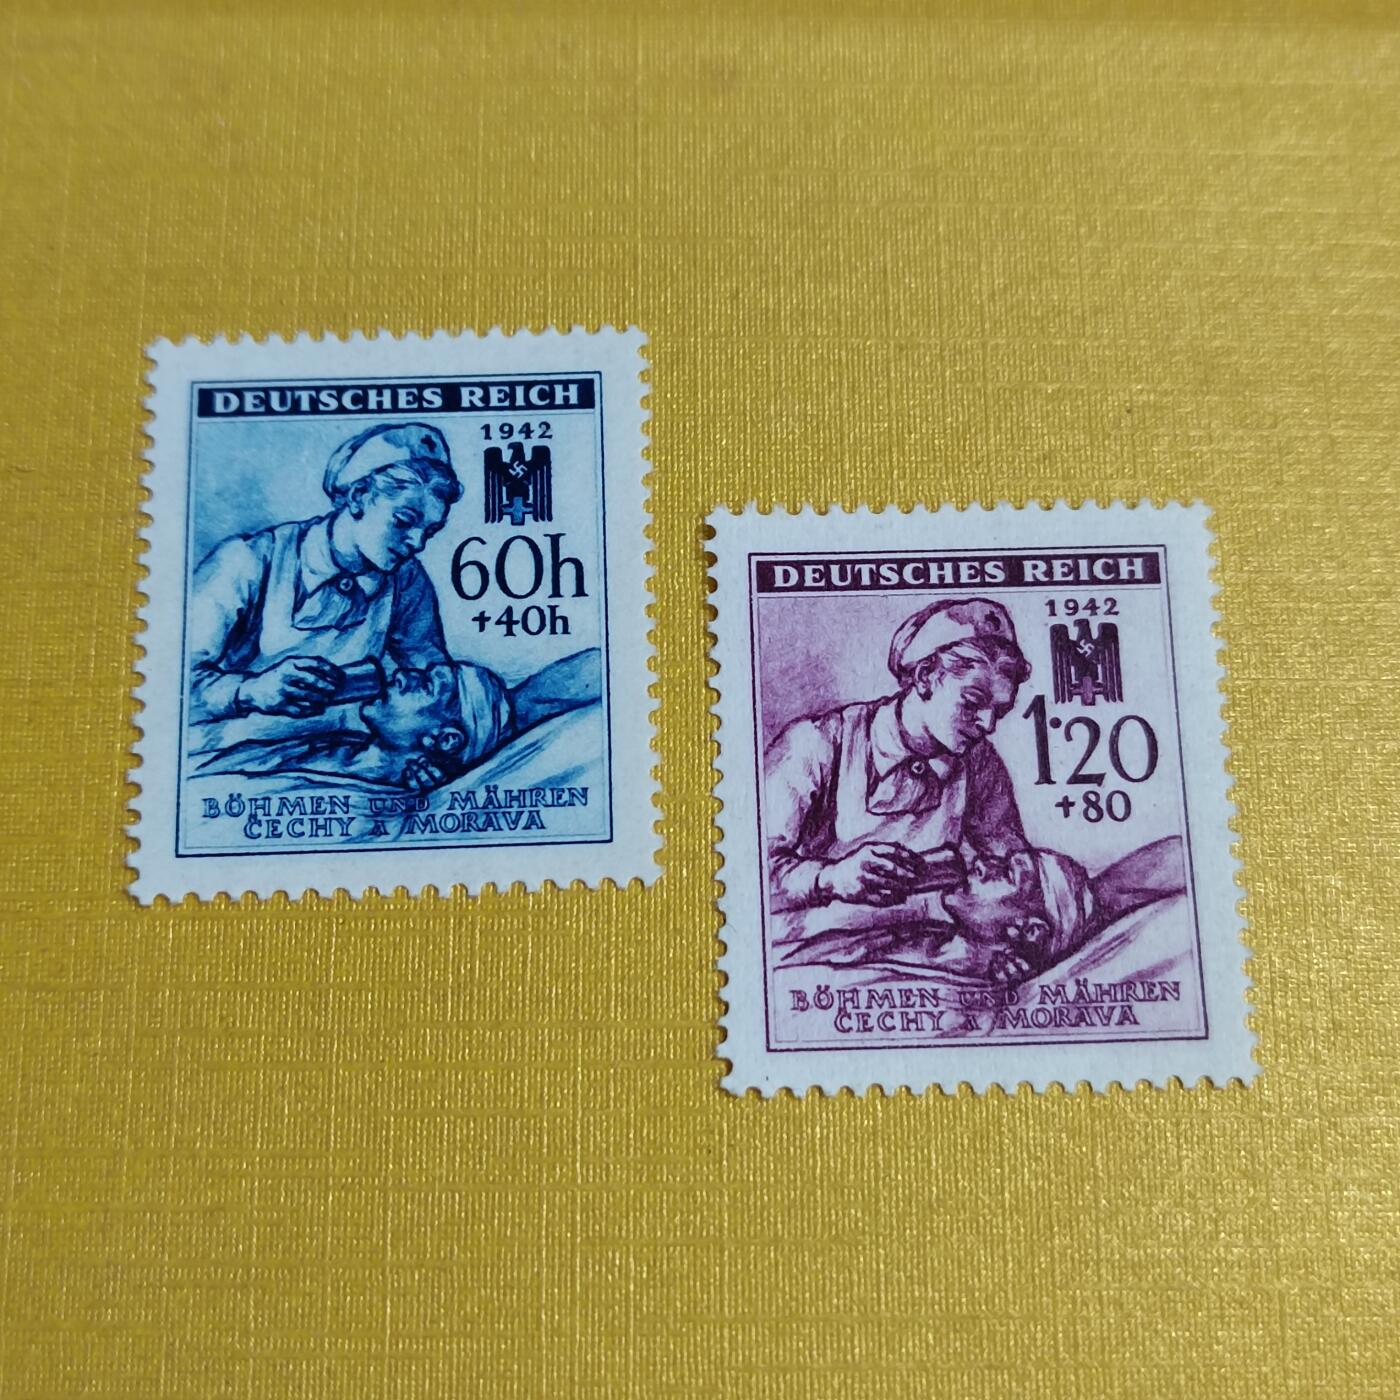 DEUTSCHES REICH
1942
60h
+40h
BÖHMEN UND MÄHREN
ČECHY A MORAVA
DEUTSCHES REICH
1942
1·20
+80
BÖHMEN UND MÄHREN
ČECHY A MORAVA